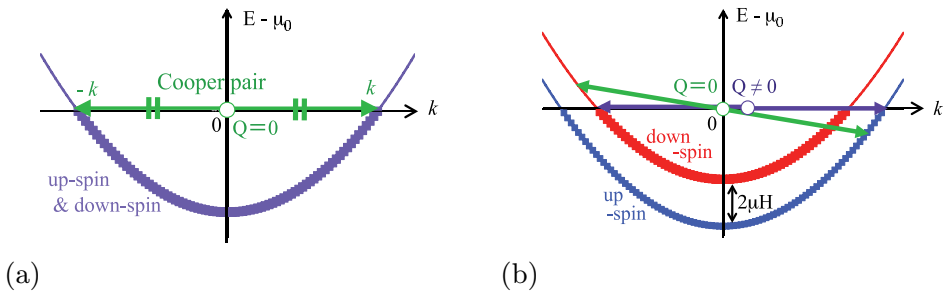 E - μ₀
- k
Cooper pair
k
k
0
Q=0
up-spin
& down-spin
(a)
E - μ₀
Q=0
Q ≠ 0
k
0
down
-spin
up
-spin
2μH
(b)